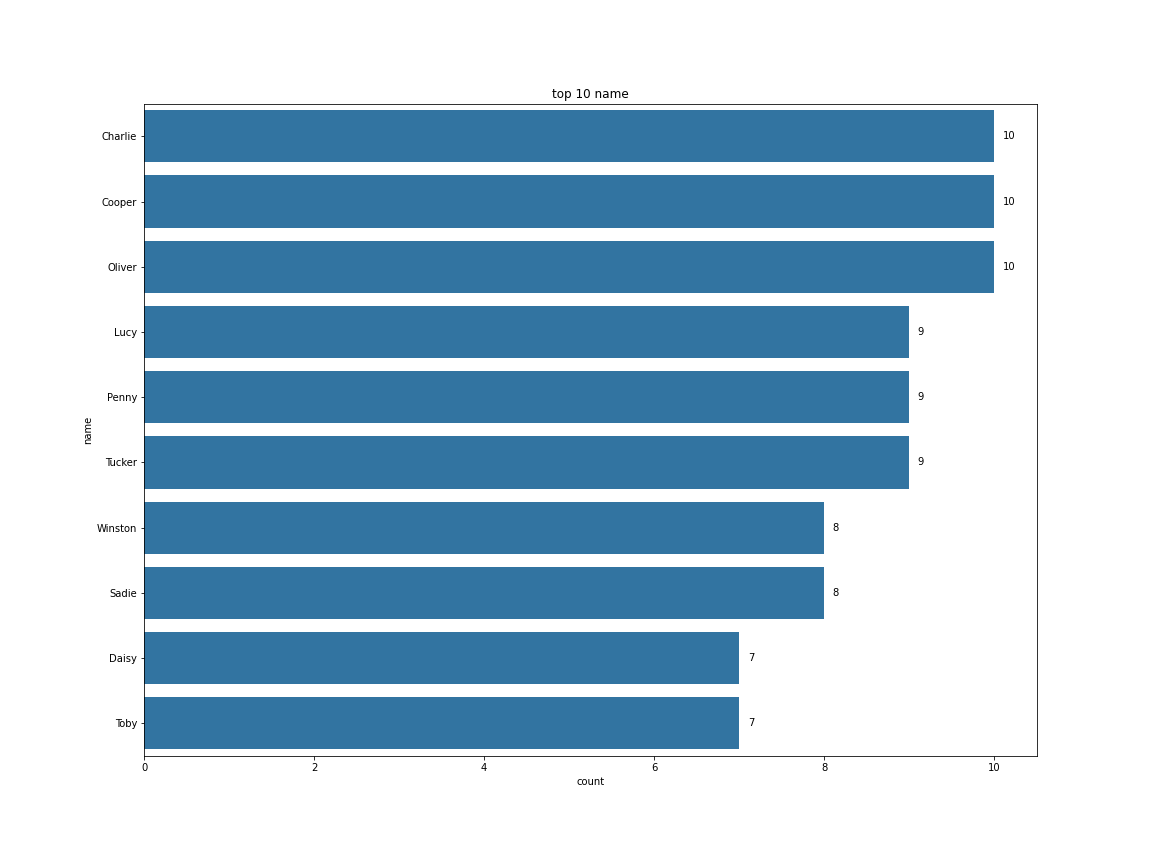 top 10 name
Charlie 10
Cooper 10
Oliver 10
Lucy 9
Penny 9
name
Tucker 9
Winston 8
Sadie 8
Daisy 7
Toby 7
0 2 4 6 8 10
count